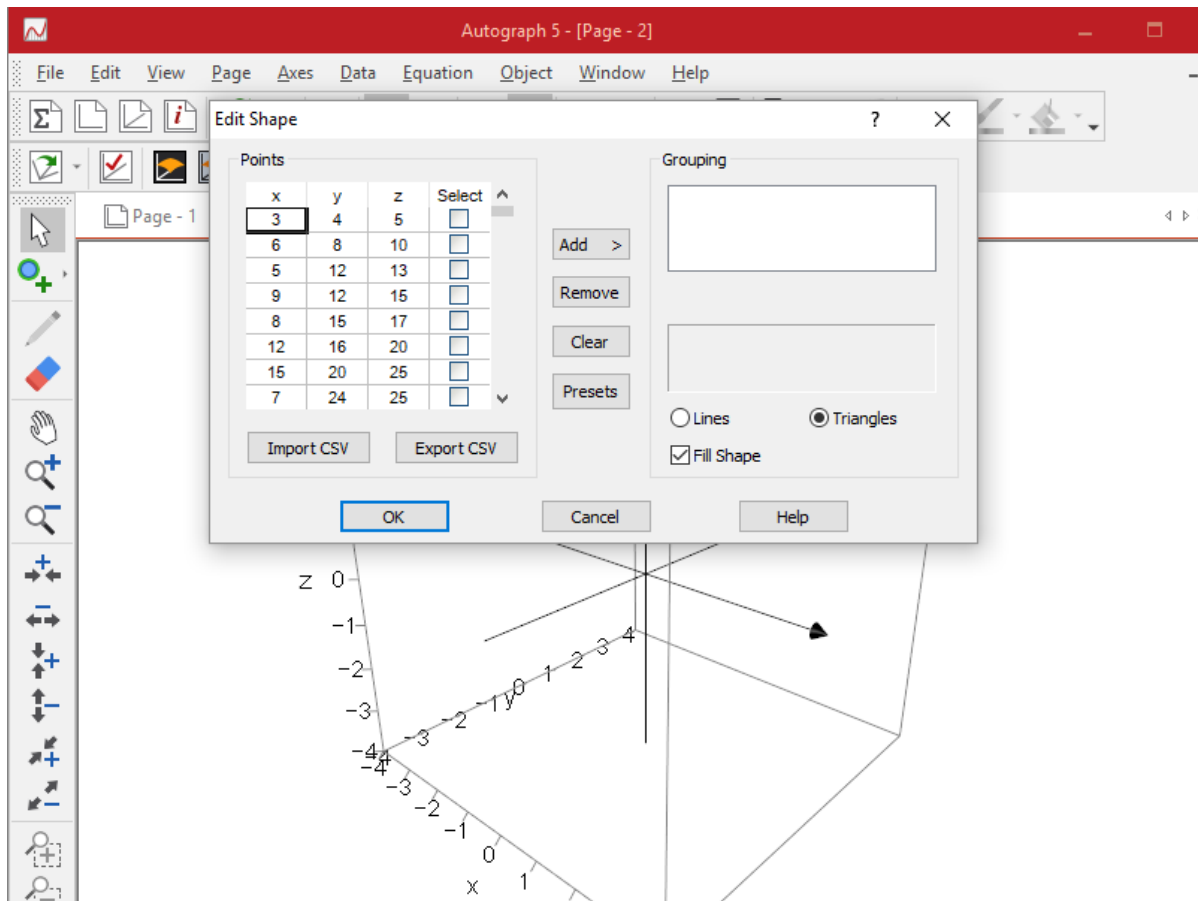 Autograph 5 - [Page - 2]
File Edit View Page Axes Data Equation Object Window Help
Edit Shape ?
Points
Grouping
x y z Select
3 4 5
6 8 10
5 12 13
9 12 15
8 15 17
12 16 20
15 20 25
7 24 25
Add >
Remove
Clear
Presets
Lines Triangles
Fill Shape
Import CSV Export CSV
OK Cancel Help
Page - 1
z 0
-1
-2
-3
-4
4
3
2
1
0
y
-1
-2
-3
-4
-4
-3
-2
-1
0
x
1